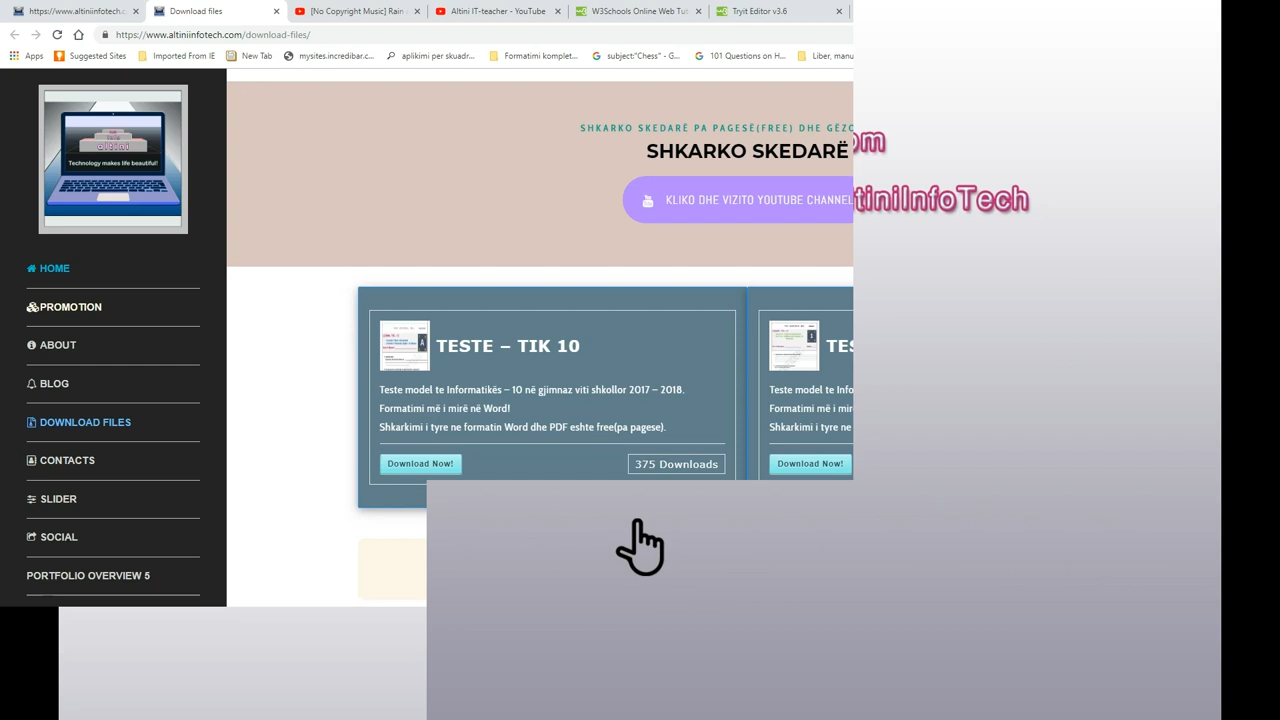 https://www.altiniinfotech.c
Download files
[No Copyright Music] Rain
Altini IT-teacher - YouTube
W3Schools Online Web Tut
Tryit Editor v3.6
https://www.altiniinfotech.com/download-files/
Apps
Suggested Sites
Imported From IE
New Tab
mysites.incredibar.c...
aplikimi per skuadr...
Formatimi komplet...
subject:"Chess" - G...
101 Questions on H...
Liber, manu
altini
Technology makes life beautiful!
HOME
PROMOTION
ABOUT
BLOG
DOWNLOAD FILES
CONTACTS
SLIDER
SOCIAL
PORTFOLIO OVERVIEW 5
SHKARKO SKEDARË PA PAGESË(FREE) DHE GËZO
SHKARKO SKEDARË
KLIKO DHE VIZITO YOUTUBE CHANNEL
om
tiniInfoTech
TESTE – TIK 10
Teste model te Informatikës – 10 në gjimnaz viti shkollor 2017 – 2018.
Formatimi më i mirë në Word!
Shkarkimi i tyre ne formatin Word dhe PDF eshte free(pa pagese).
Download Now!
375 Downloads
TES
Teste model te Info
Formatimi më i mir
Shkarkimi i tyre ne
Download Now!